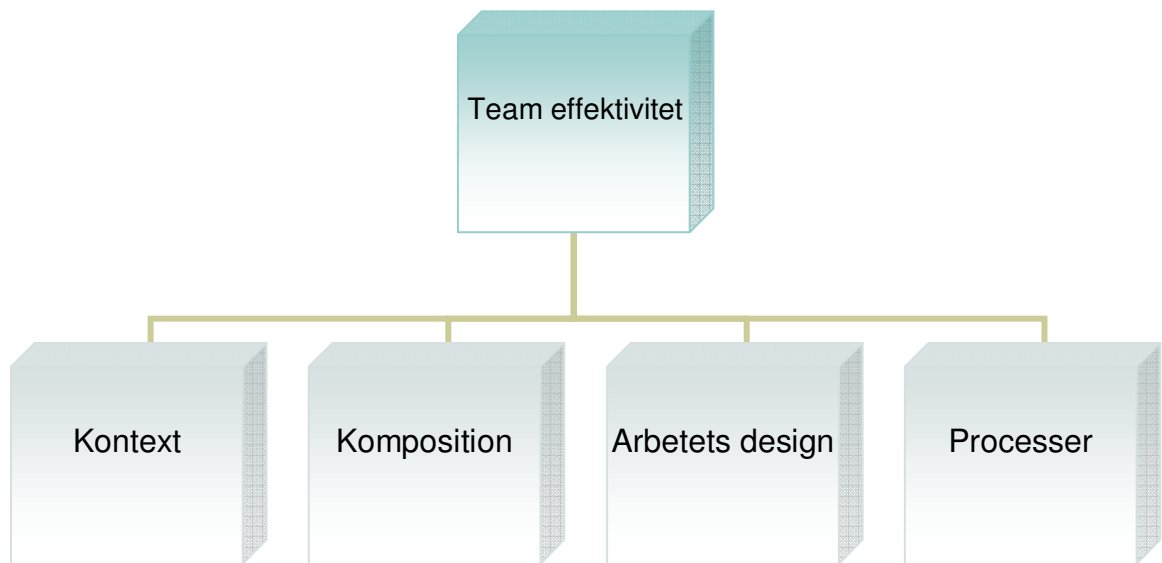 Team effektivitet
Kontext
Komposition
Arbetets design
Processer